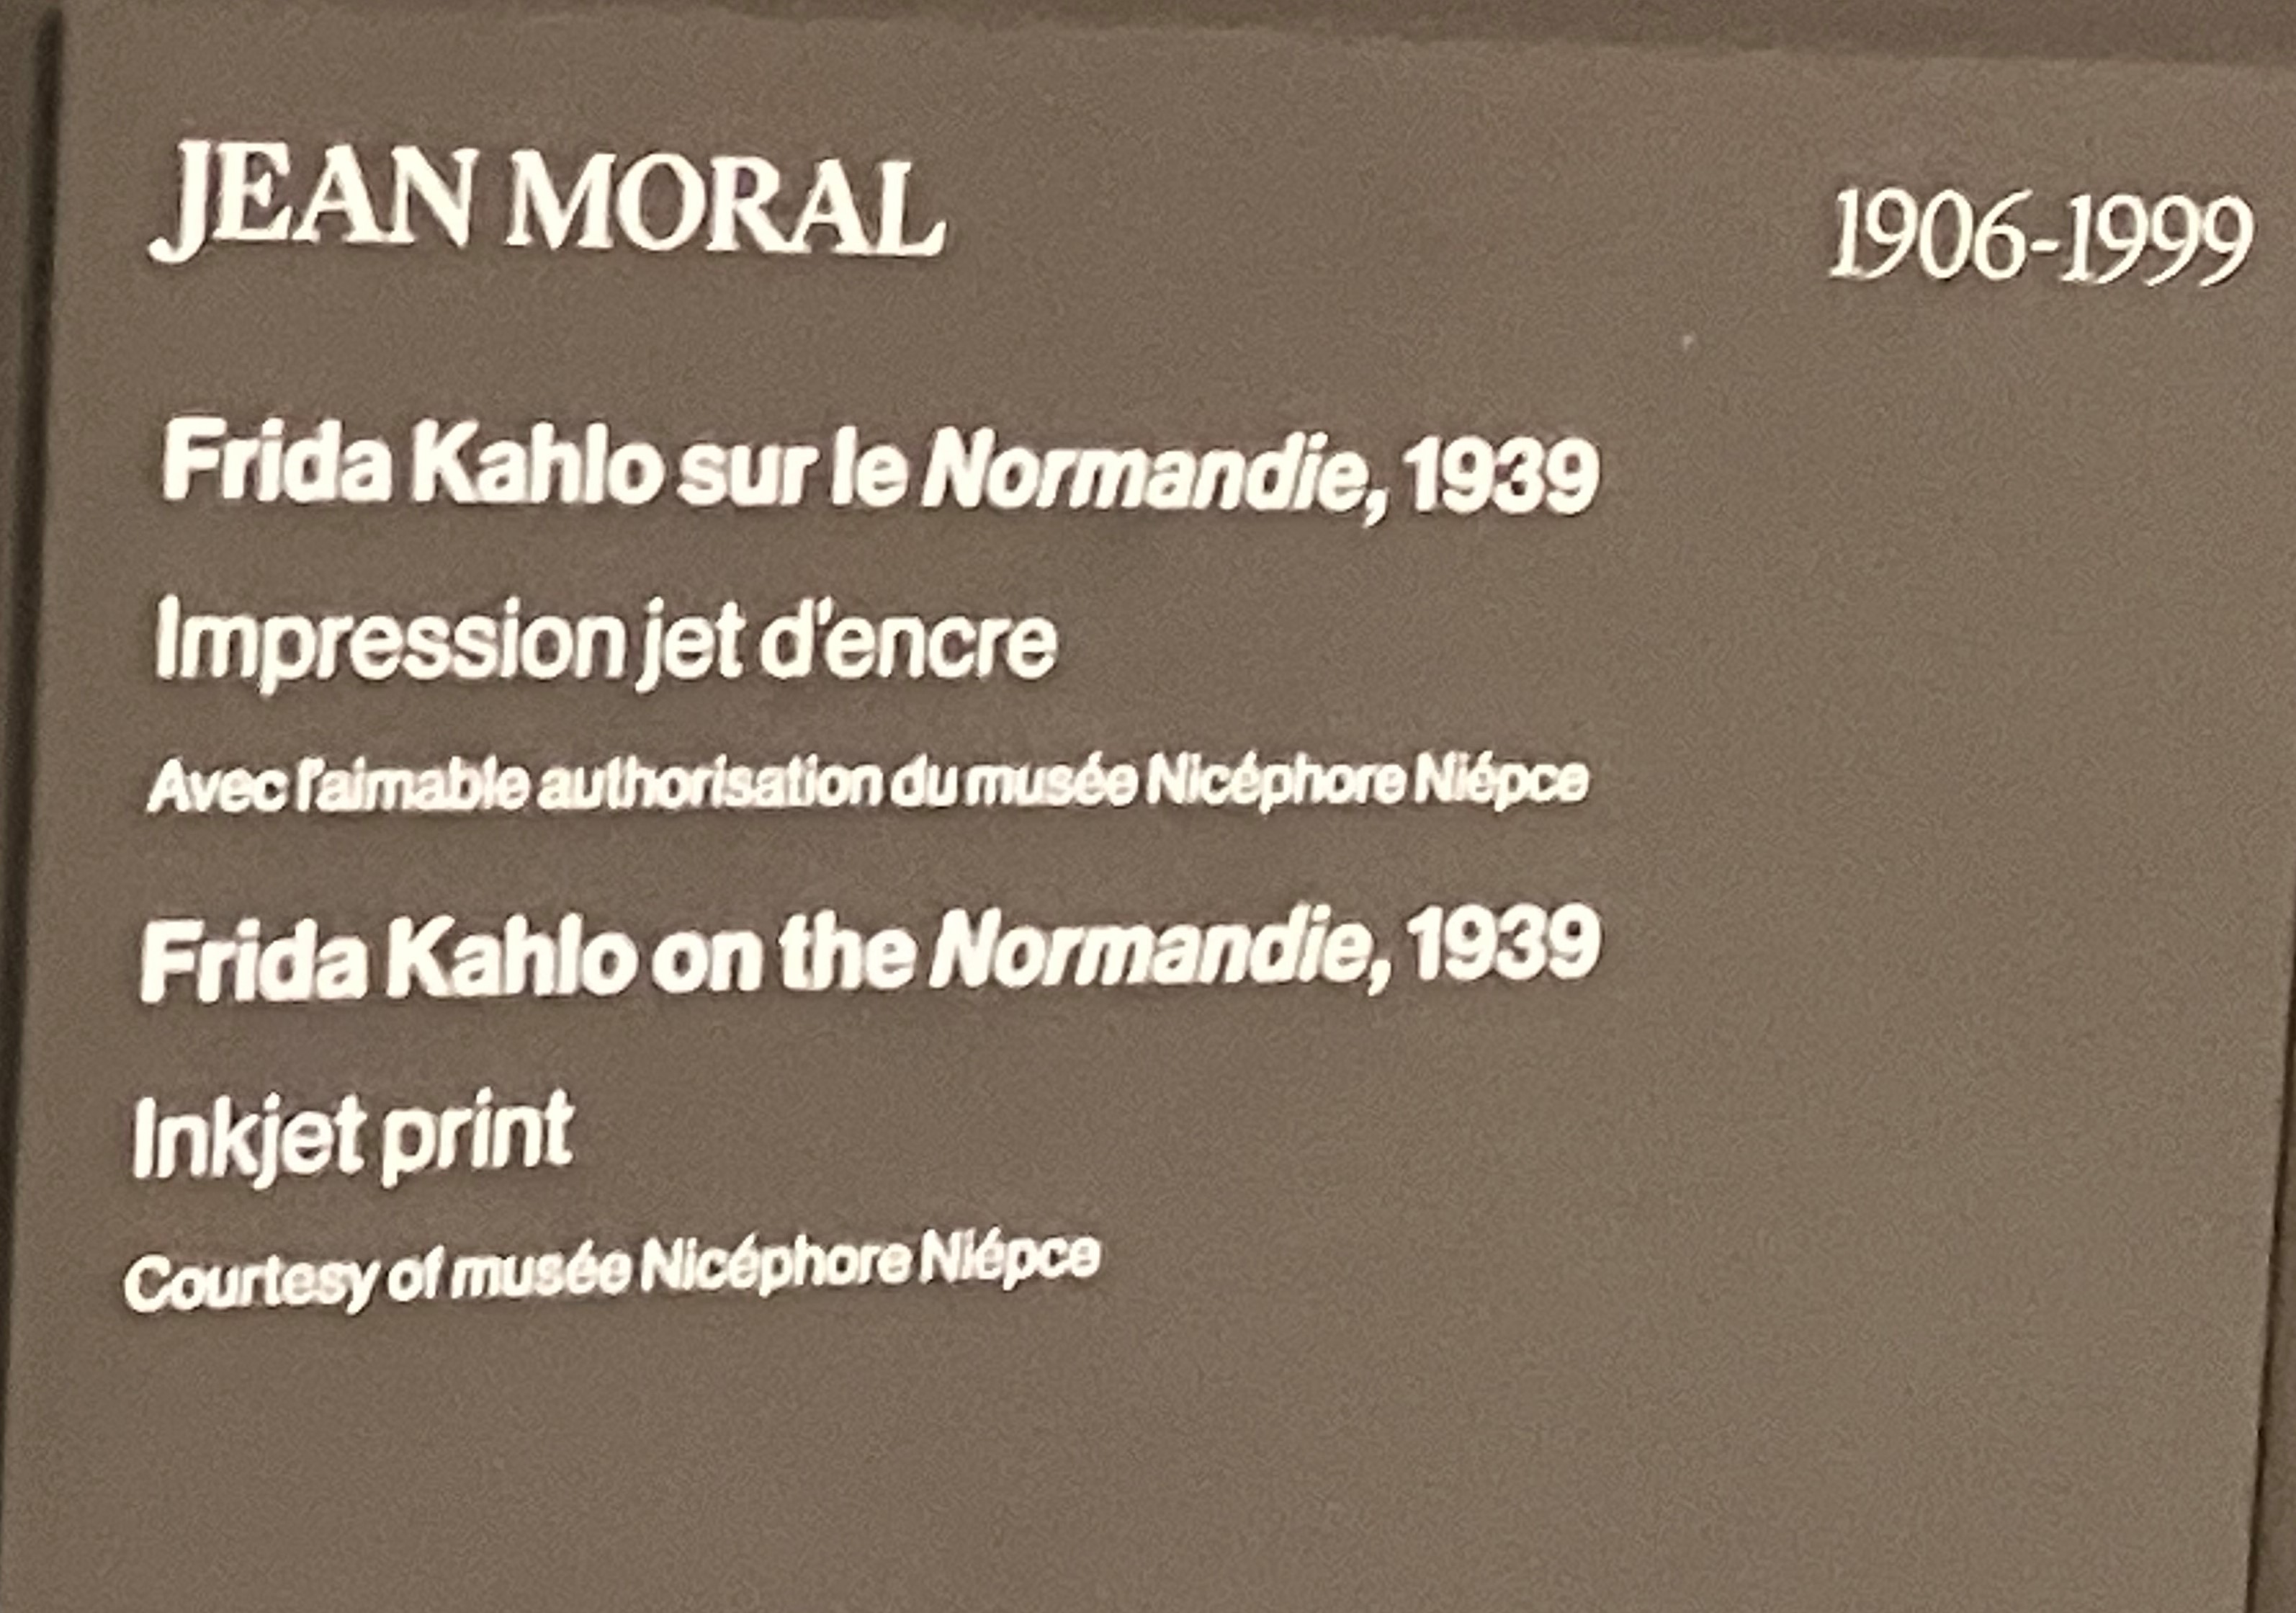 JEAN MORAL 1906-1999
Frida Kahlo sur le Normandie, 1939
Impression jet d'encre
Avec l'aimable authorisation du musée Nicéphore Niépce
Frida Kahlo on the Normandie, 1939
Inkjet print
Courtesy of musée Nicéphore Niépce